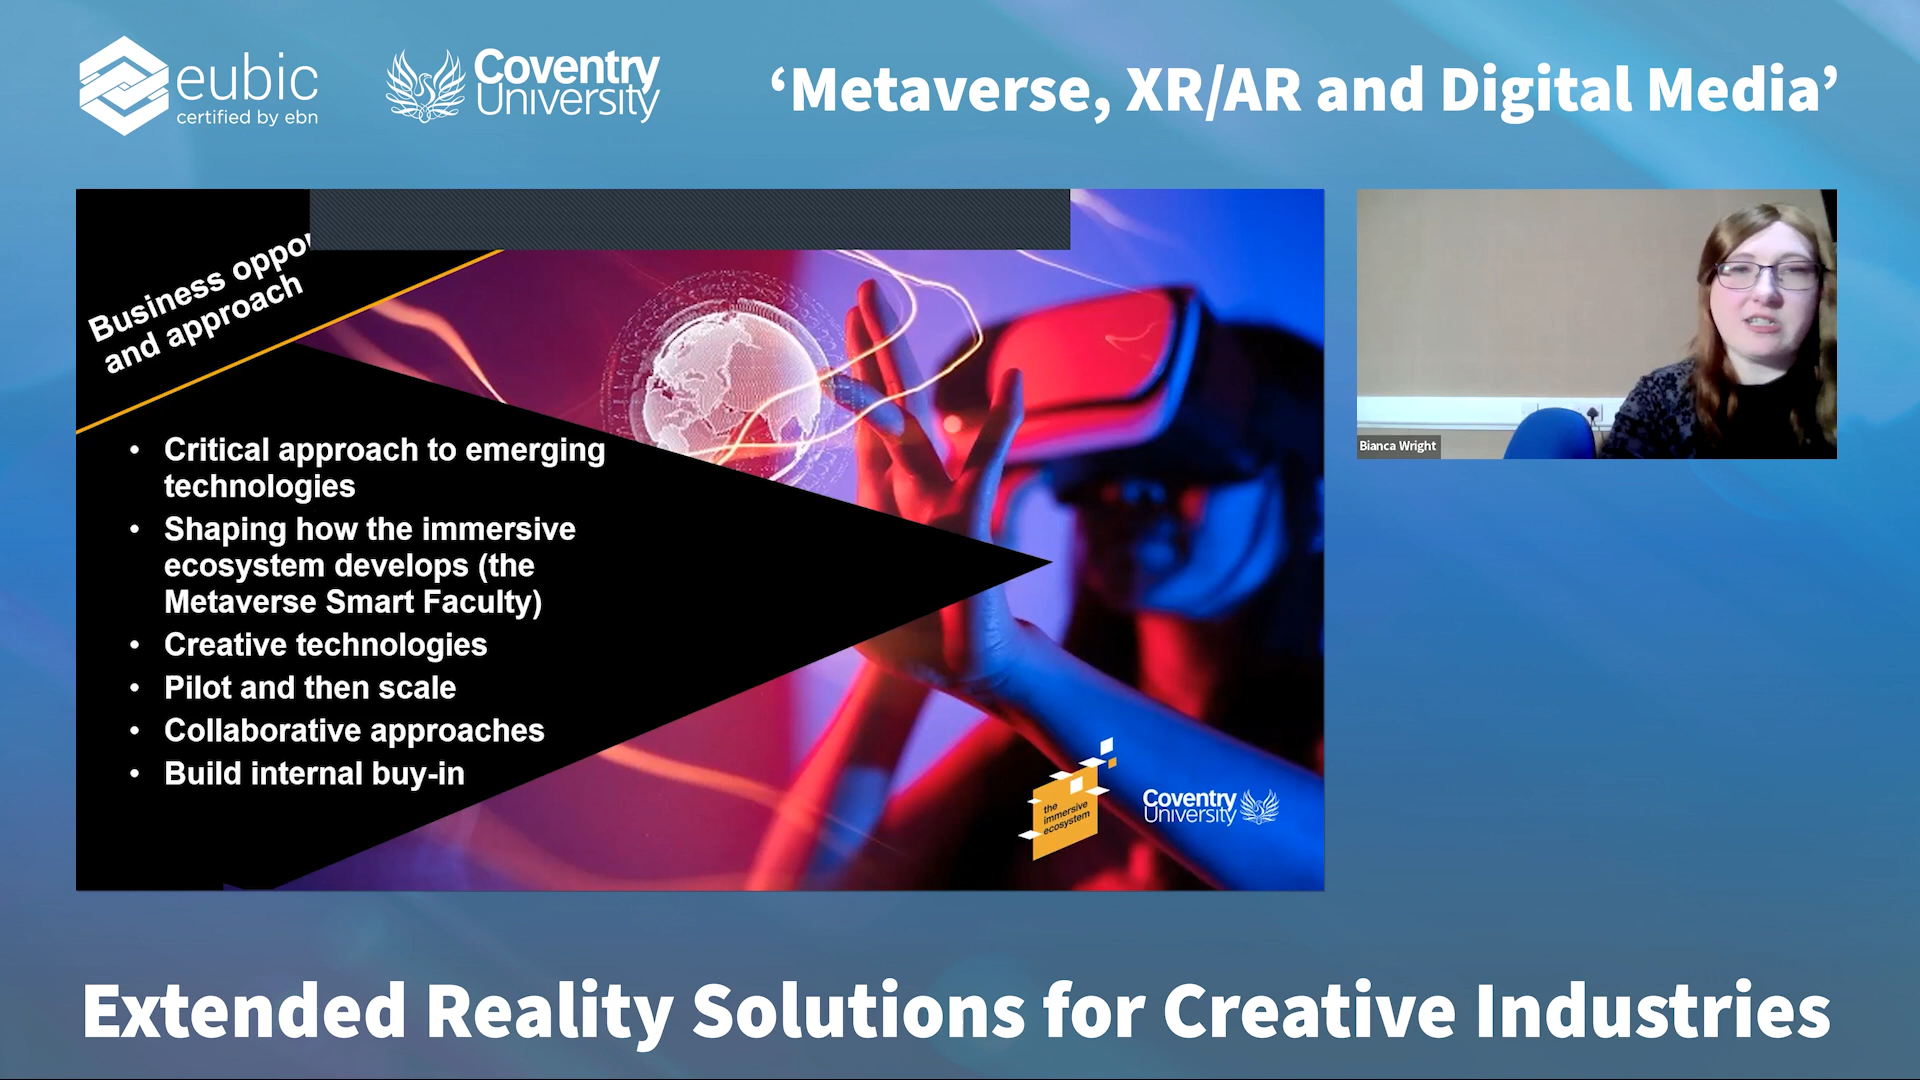 eubic
certified by ebn
Coventry
University
‘Metaverse, XR/AR and Digital Media’
Business
and approach
• Critical approach to emerging
technologies
• Shaping how the immersive
ecosystem develops (the
Metaverse Smart Faculty)
• Creative technologies
• Pilot and then scale
• Collaborative approaches
• Build internal buy-in
the
immersive
ecosystem
Coventry
University
Bianca Wright
Extended Reality Solutions for Creative Industries